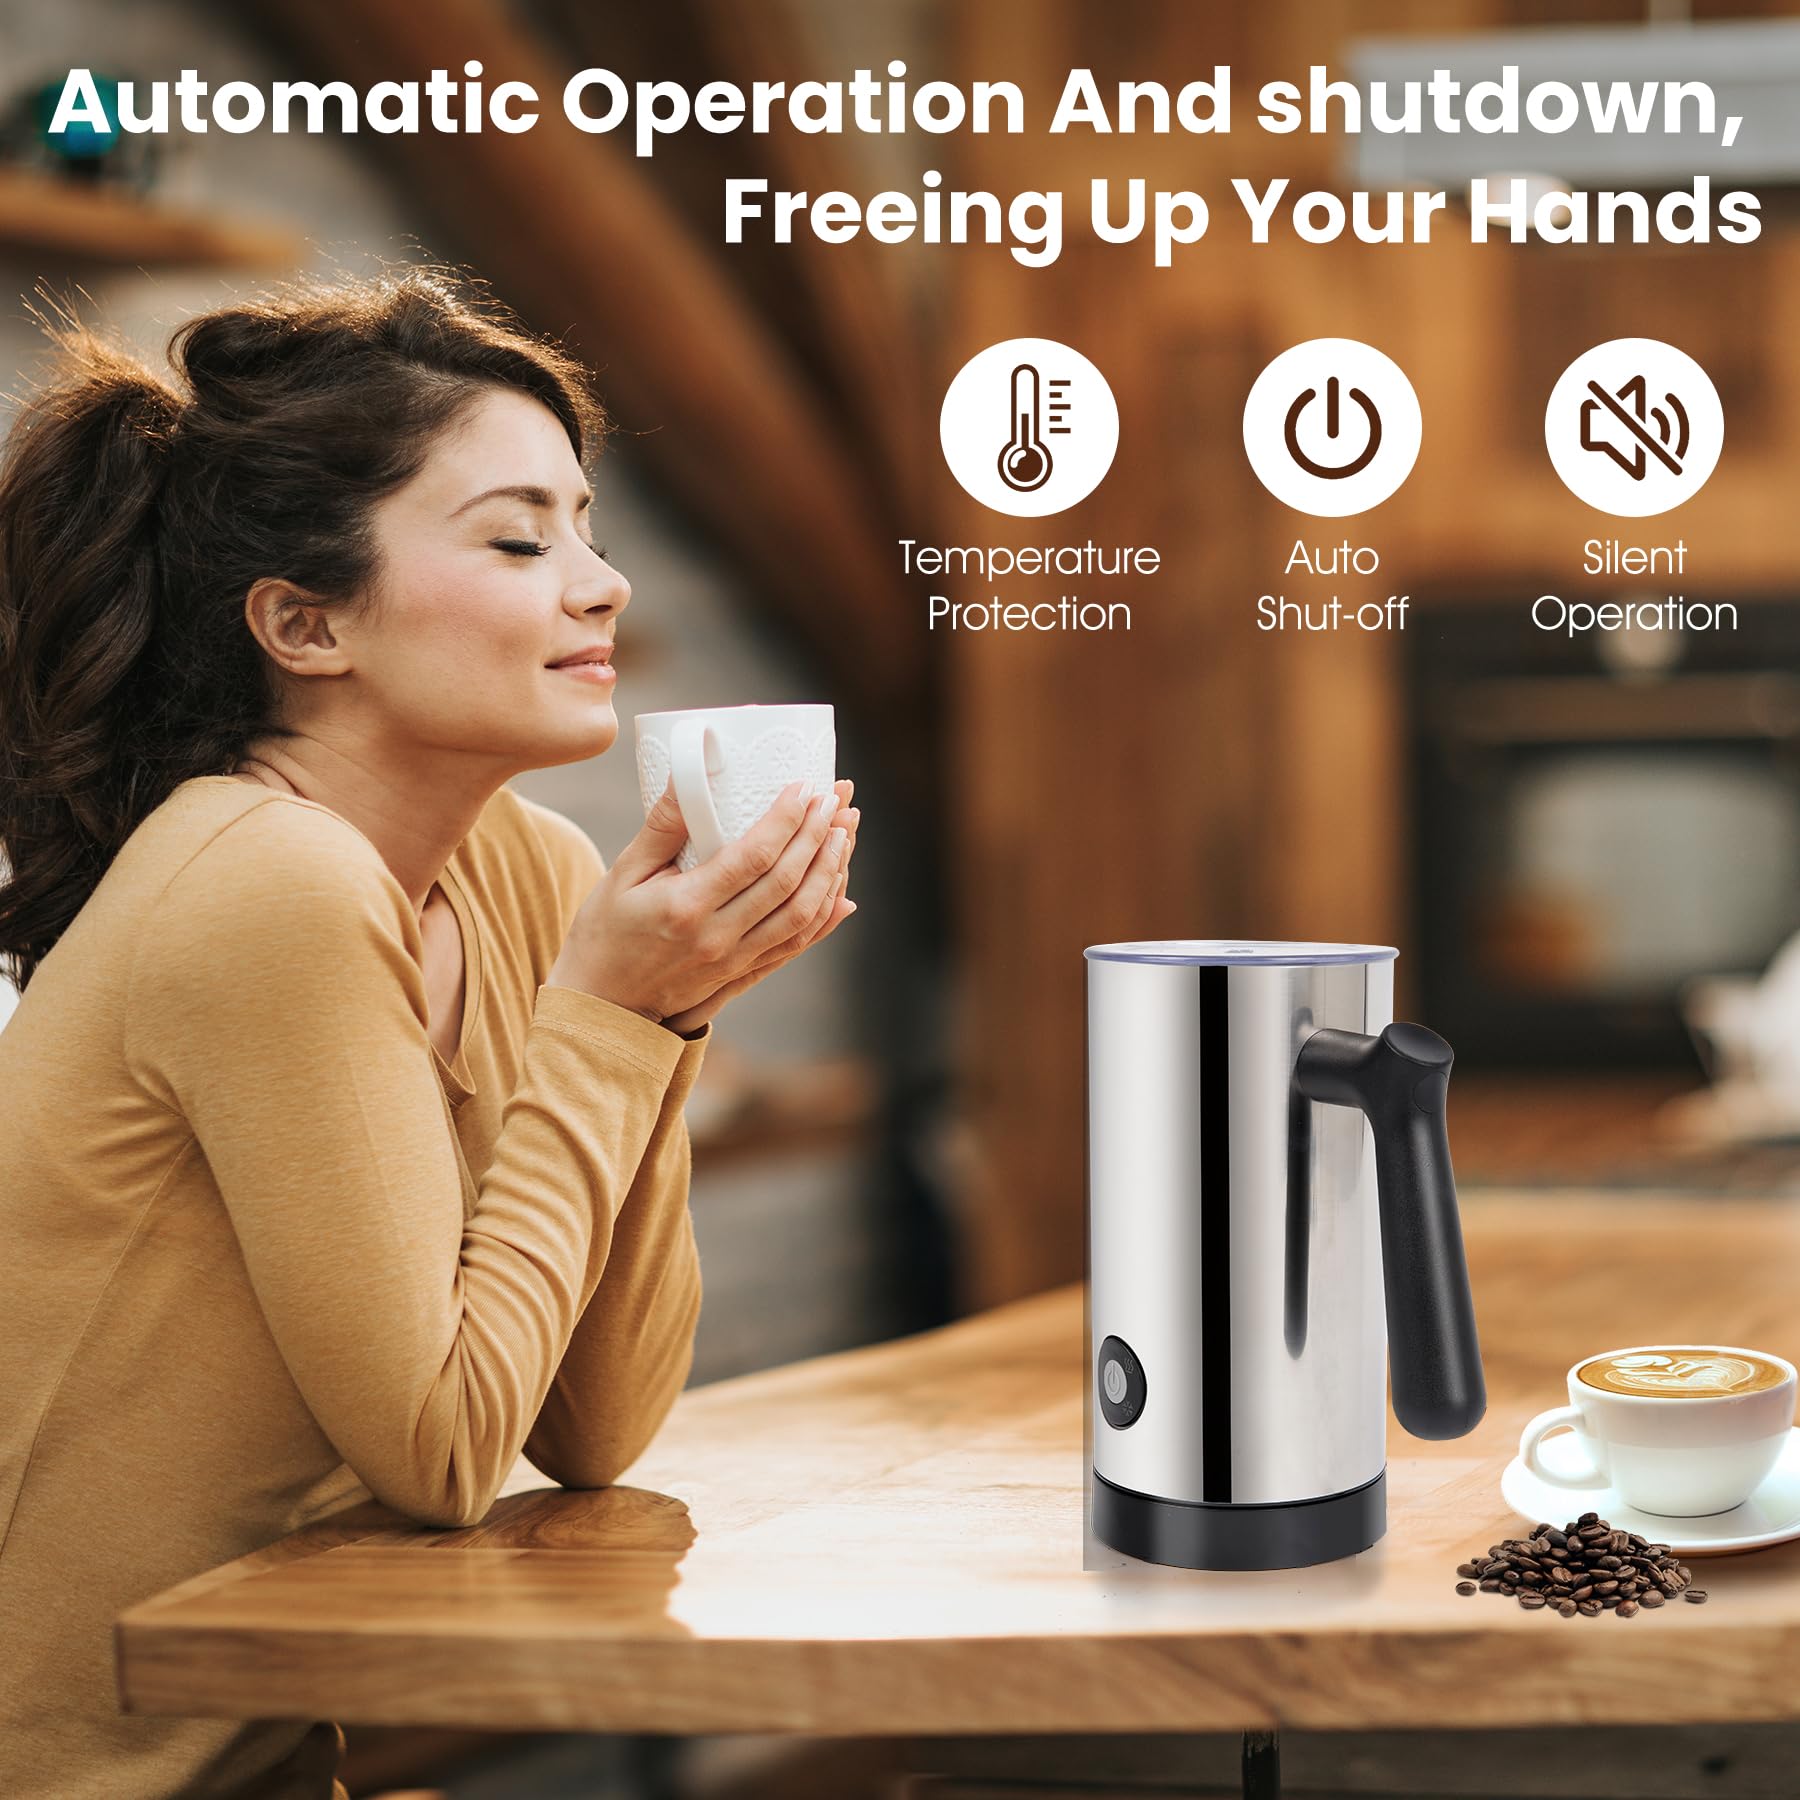 Automatic Operation And shutdown,
Freeing Up Your Hands
Temperature
Protection
Auto
Shut-off
Silent
Operation